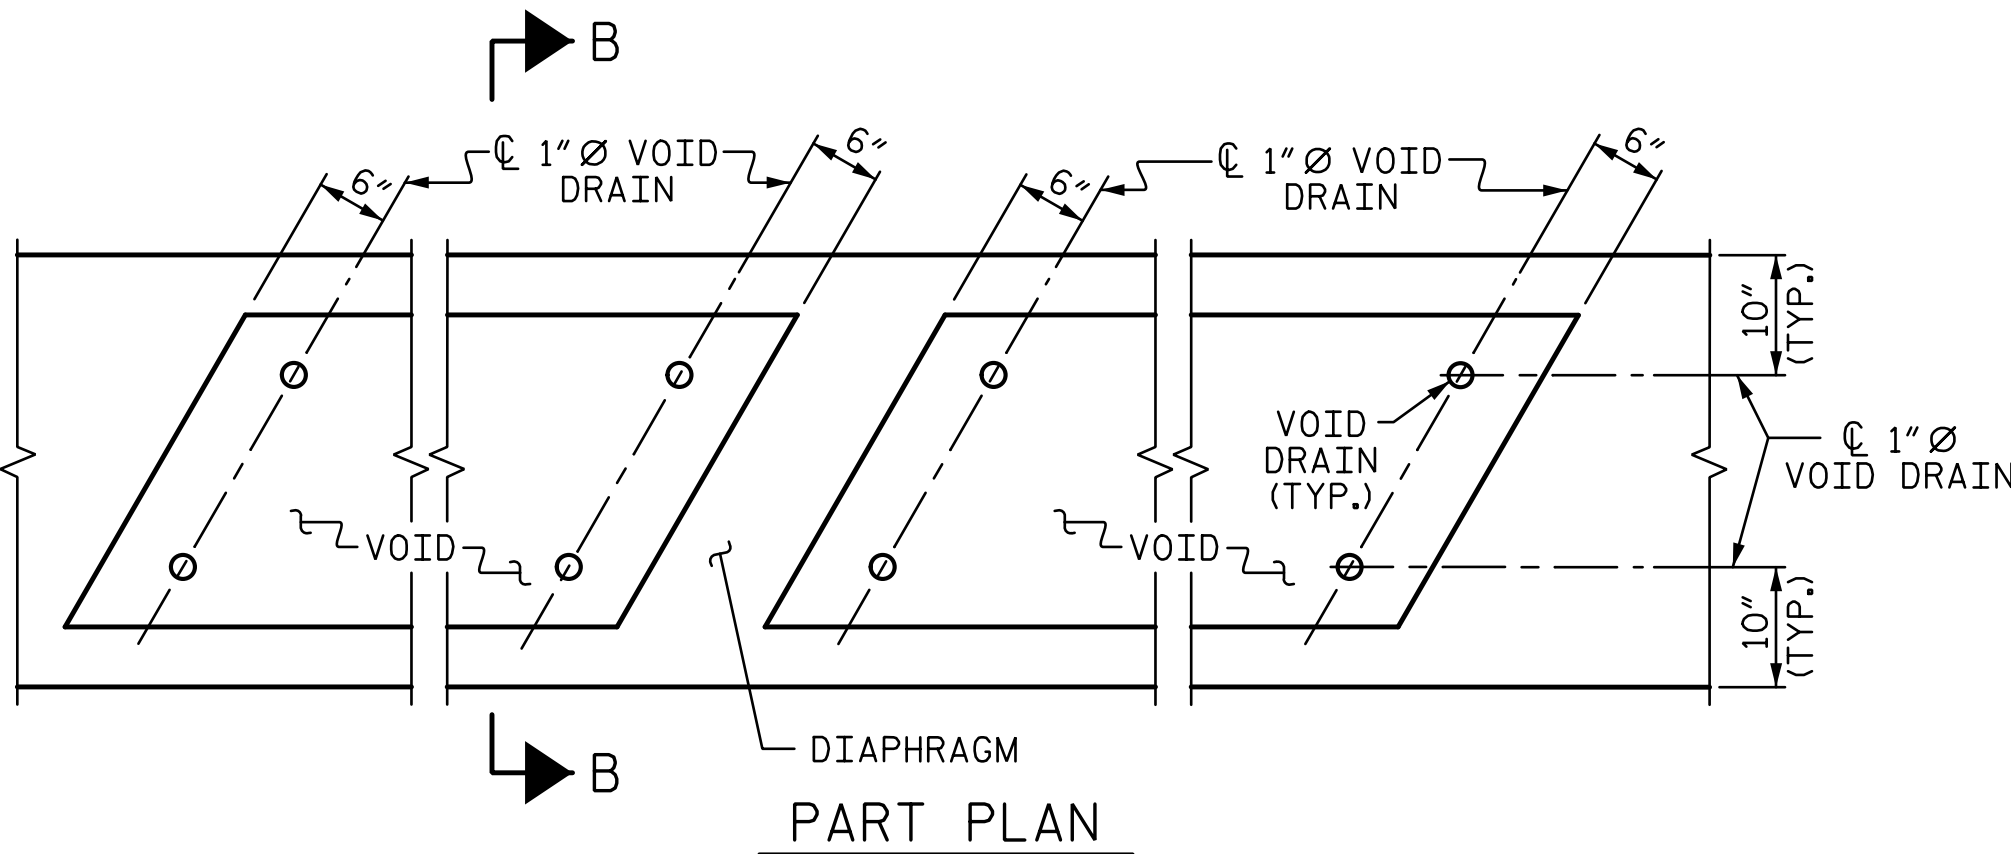 B
℄ 1"Ø VOID
DRAIN
6"
6"
℄ 1"Ø VOID
DRAIN
6"
6"
10"
(TYP.)
VOID
DRAIN
(TYP.)
℄ 1"Ø
VOID DRAIN
VOID
VOID
10"
(TYP.)
DIAPHRAGM
B
PART PLAN